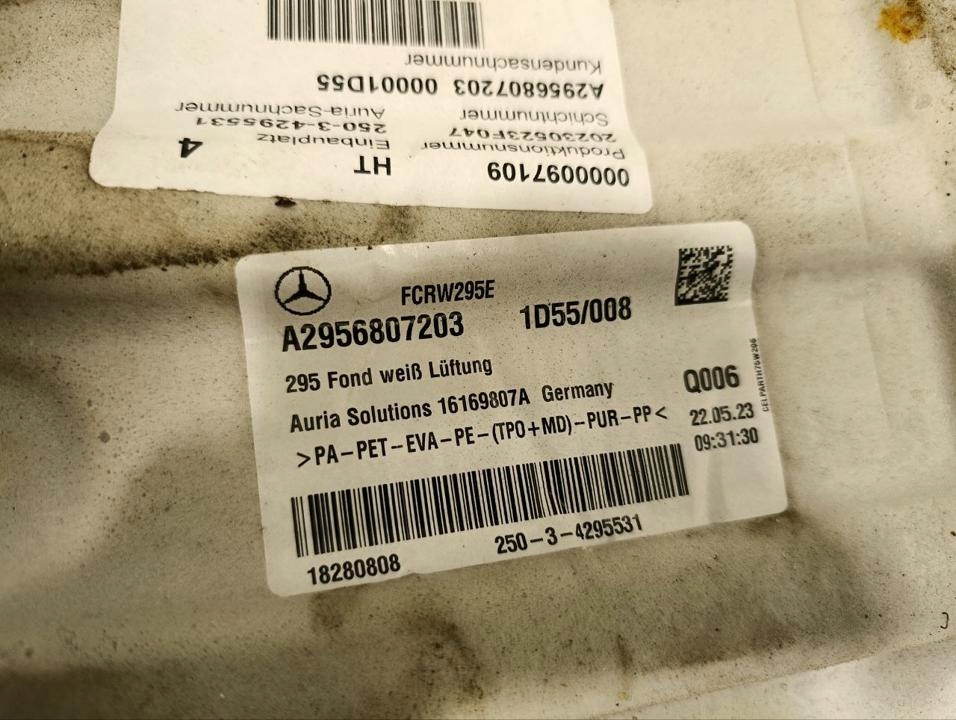 0000097109 HT 4
Produktionsnummer Einbauplatz
20230523F047 250-3-4295531
Schichtnummer Auria-Sachnummer
A2956807203 00001D55
Kundensachnummer
FCRW295E
A2956807203 1D55/008
295 Fond weiß Lüftung
Auria Solutions 16169807A Germany Q006
>PA-PET-EVA-PE-(TPO+MD)-PUR-PP< 22.05.23
09:31:30
18280808 250-3-4295531